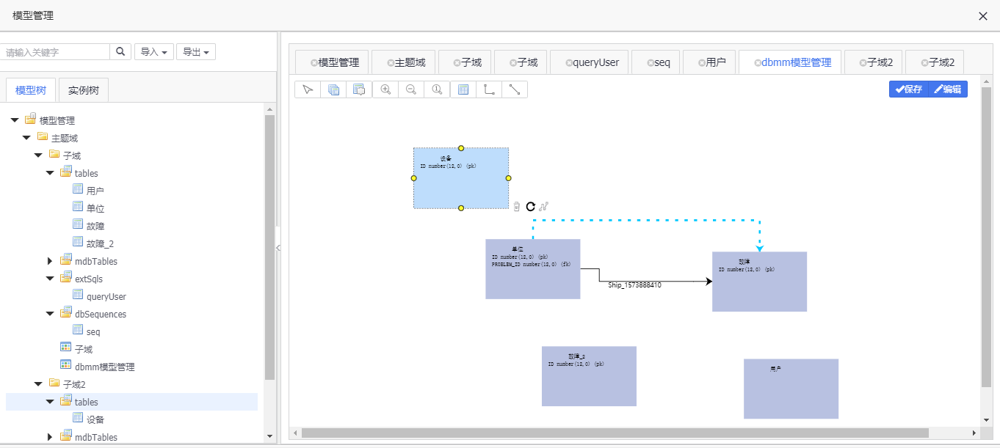 模型管理
请输入关键字
导入
导出
模型树
实例树
模型管理
主题域
子域
tables
用户
单位
故障
故障_2
mdbTables
extSqls
queryUser
dbSequences
seq
子域
dbmm模型管理
子域2
tables
设备
mdbTables
模型管理
主题域
子域
子域
queryUser
seq
用户
dbmm模型管理
子域2
子域2
保存
编辑
设备
ID number(12,0) (pk)
单位
ID number(12,0) (pk)
PROBLEM_ID number(12,0) (fk)
Ship_1573888410
故障
ID number(12,0) (pk)
故障_2
ID number(12,0) (pk)
用户